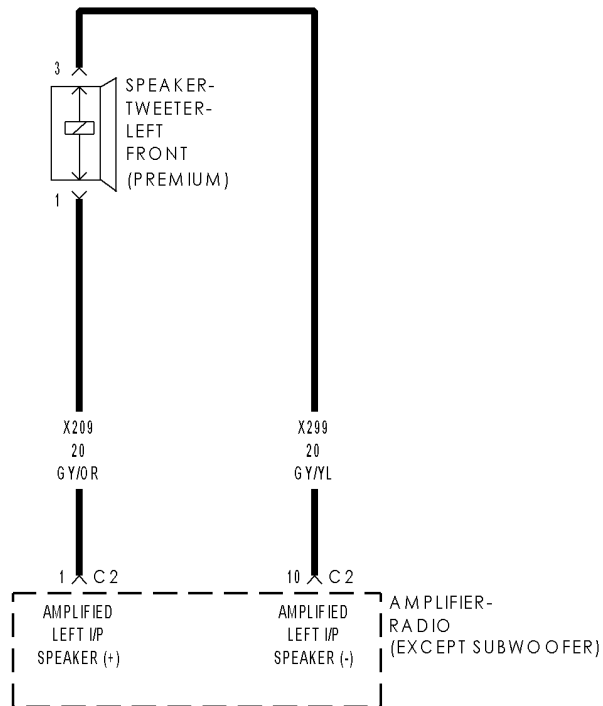 3
SPEAKER-
TWEETER-
LEFT
FRONT
(PREMIUM)
1
X209
20
GY/OR
X299
20
GY/YL
1 C2
10 C2
AMPLIFIED
LEFT I/P
SPEAKER (+)
AMPLIFIED
LEFT I/P
SPEAKER (-)
AMPLIFIER-
RADIO
(EXCEPT SUBWOOFER)